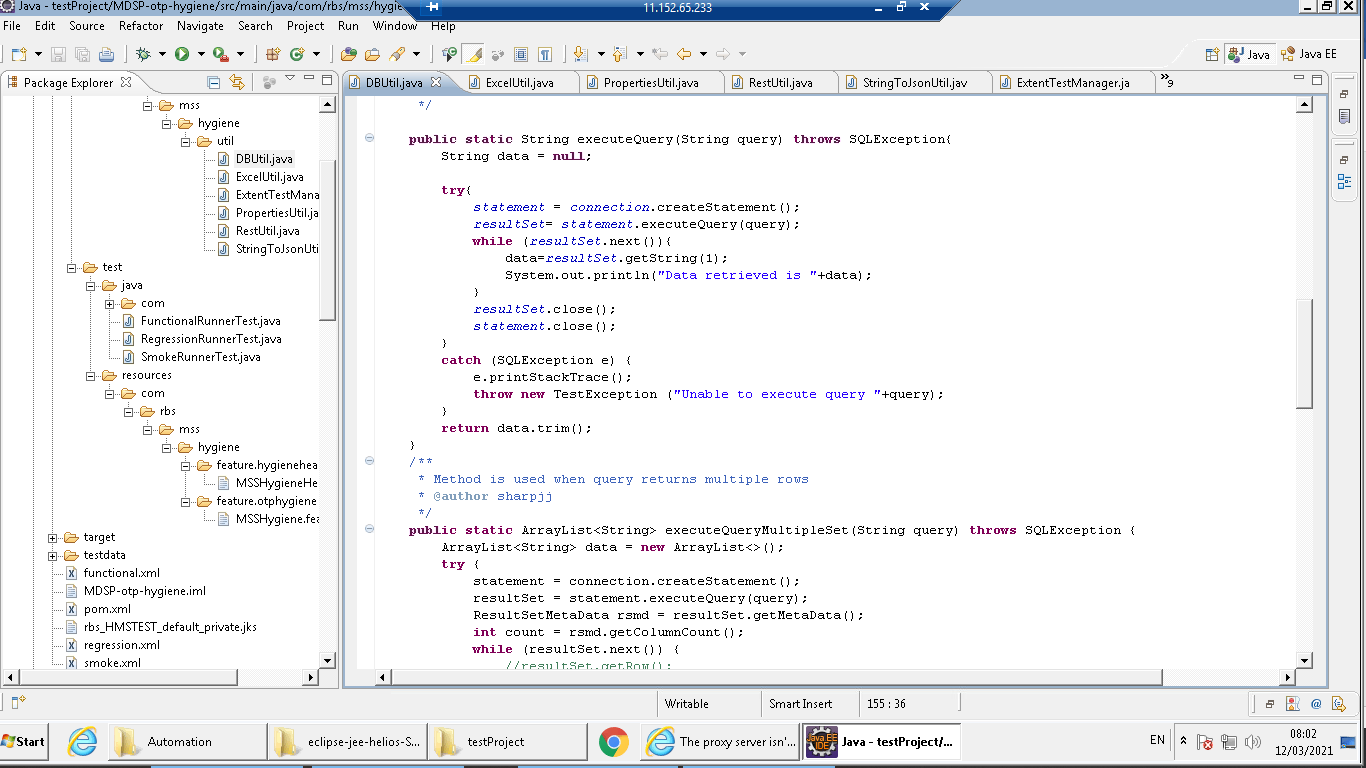 Java - testProject/MDSP-otp-hygiene/src/main/java/com/rbs/mss/hygie
11.152.65.233
File Edit Source Refactor Navigate Search Project Run Window Help
Java Java EE
Package Explorer
DBUtil.java ExcelUtil.java PropertiesUtil.java RestUtil.java StringToJsonUtil.jav ExtentTestManager.ja »9
mss
hygiene
util
DBUtil.java
ExcelUtil.java
ExtentTestMana
PropertiesUtil.ja
RestUtil.java
StringToJsonUti
test
java
com
FunctionalRunnerTest.java
RegressionRunnerTest.java
SmokeRunnerTest.java
resources
com
rbs
mss
hygiene
feature.hygienehea
MSSHygieneHe
feature.otphygiene
MSSHygiene.fea
target
testdata
functional.xml
MDSP-otp-hygiene.iml
pom.xml
rbs_HMSTEST_default_private.jks
regression.xml
smoke.xml
*/
public static String executeQuery(String query) throws SQLException{
String data = null;
try{
statement = connection.createStatement();
resultSet= statement.executeQuery(query);
while (resultSet.next()){
data=resultSet.getString(1);
System.out.println("Data retrieved is "+data);
}
resultSet.close();
statement.close();
}
catch (SQLException e) {
e.printStackTrace();
throw new TestException ("Unable to execute query "+query);
}
return data.trim();
}
/**
* Method is used when query returns multiple rows
* @author sharpjj
*/
public static ArrayList<String> executeQueryMultipleSet(String query) throws SQLException {
ArrayList<String> data = new ArrayList<>();
try {
statement = connection.createStatement();
resultSet = statement.executeQuery(query);
ResultSetMetaData rsmd = resultSet.getMetaData();
int count = rsmd.getColumnCount();
while (resultSet.next()) {
//resultSet.getRow();
Writable Smart Insert 155 : 36
Start Automation eclipse-jee-helios-S... testProject The proxy server isn'... Java - testProject/... EN 08:02
12/03/2021